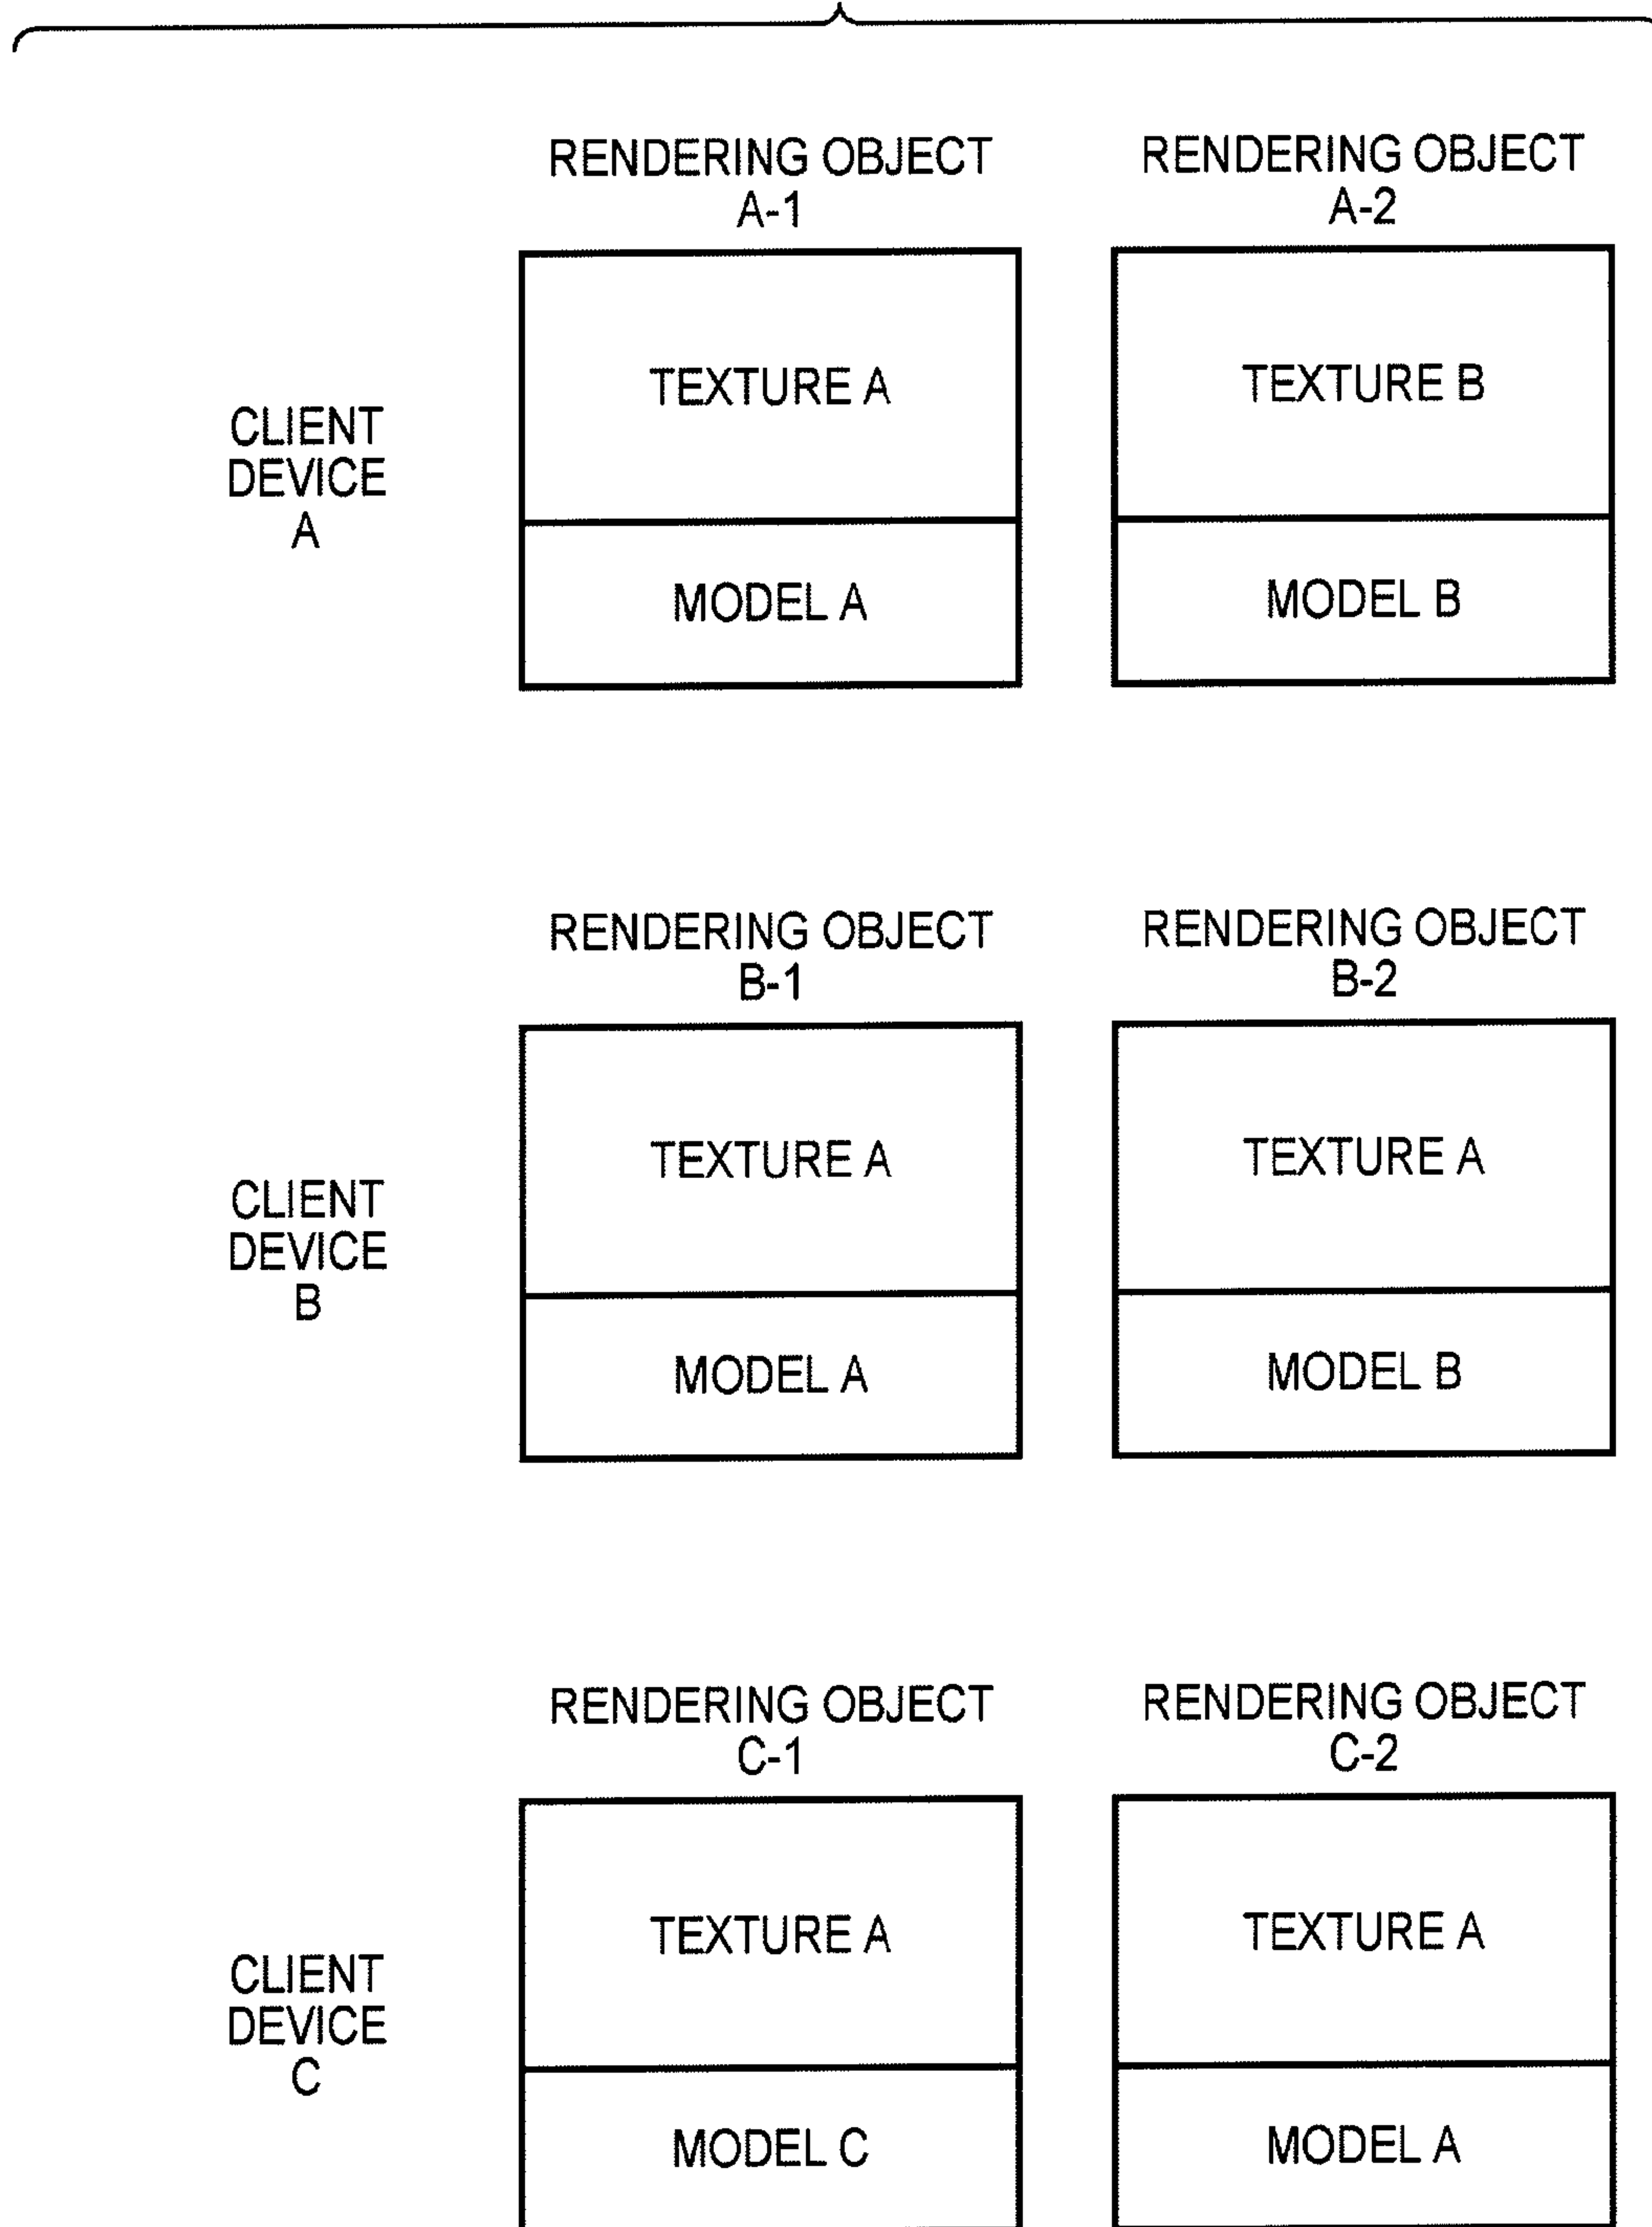 RENDERING OBJECT
A-1
RENDERING OBJECT
A-2
CLIENT
DEVICE
A
TEXTURE A
MODEL A
TEXTURE B
MODEL B
RENDERING OBJECT
B-1
RENDERING OBJECT
B-2
CLIENT
DEVICE
B
TEXTURE A
MODEL A
TEXTURE A
MODEL B
RENDERING OBJECT
C-1
RENDERING OBJECT
C-2
CLIENT
DEVICE
C
TEXTURE A
MODEL C
TEXTURE A
MODEL A